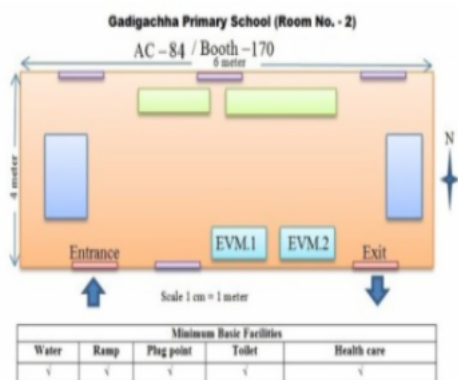 Gadigachha Primary School (Room No. - 2)
AC – 84 / Booth –170
6 meter
4 meter
N
EVM.1 EVM.2
Entrance Exit
Scale 1 cm = 1 meter
Minimum Basic Facilities
Water Ramp Plug point Toilet Health care
√ √ √ √ √